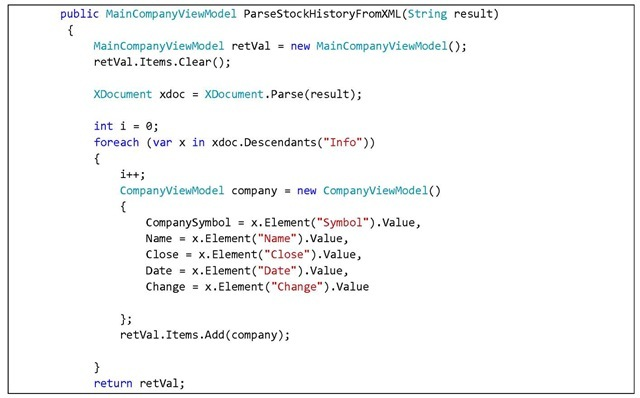 public MainCompanyViewModel ParseStockHistoryFromXML(String result)
{
MainCompanyViewModel retVal = new MainCompanyViewModel();
retVal.Items.Clear();
XDocument xdoc = XDocument.Parse(result);
int i = 0;
foreach (var x in xdoc.Descendants("Info"))
{
i++;
CompanyViewModel company = new CompanyViewModel()
{
CompanySymbol = x.Element("Symbol").Value,
Name = x.Element("Name").Value,
Close = x.Element("Close").Value,
Date = x.Element("Date").Value,
Change = x.Element("Change").Value
};
retVal.Items.Add(company);
}
return retVal;